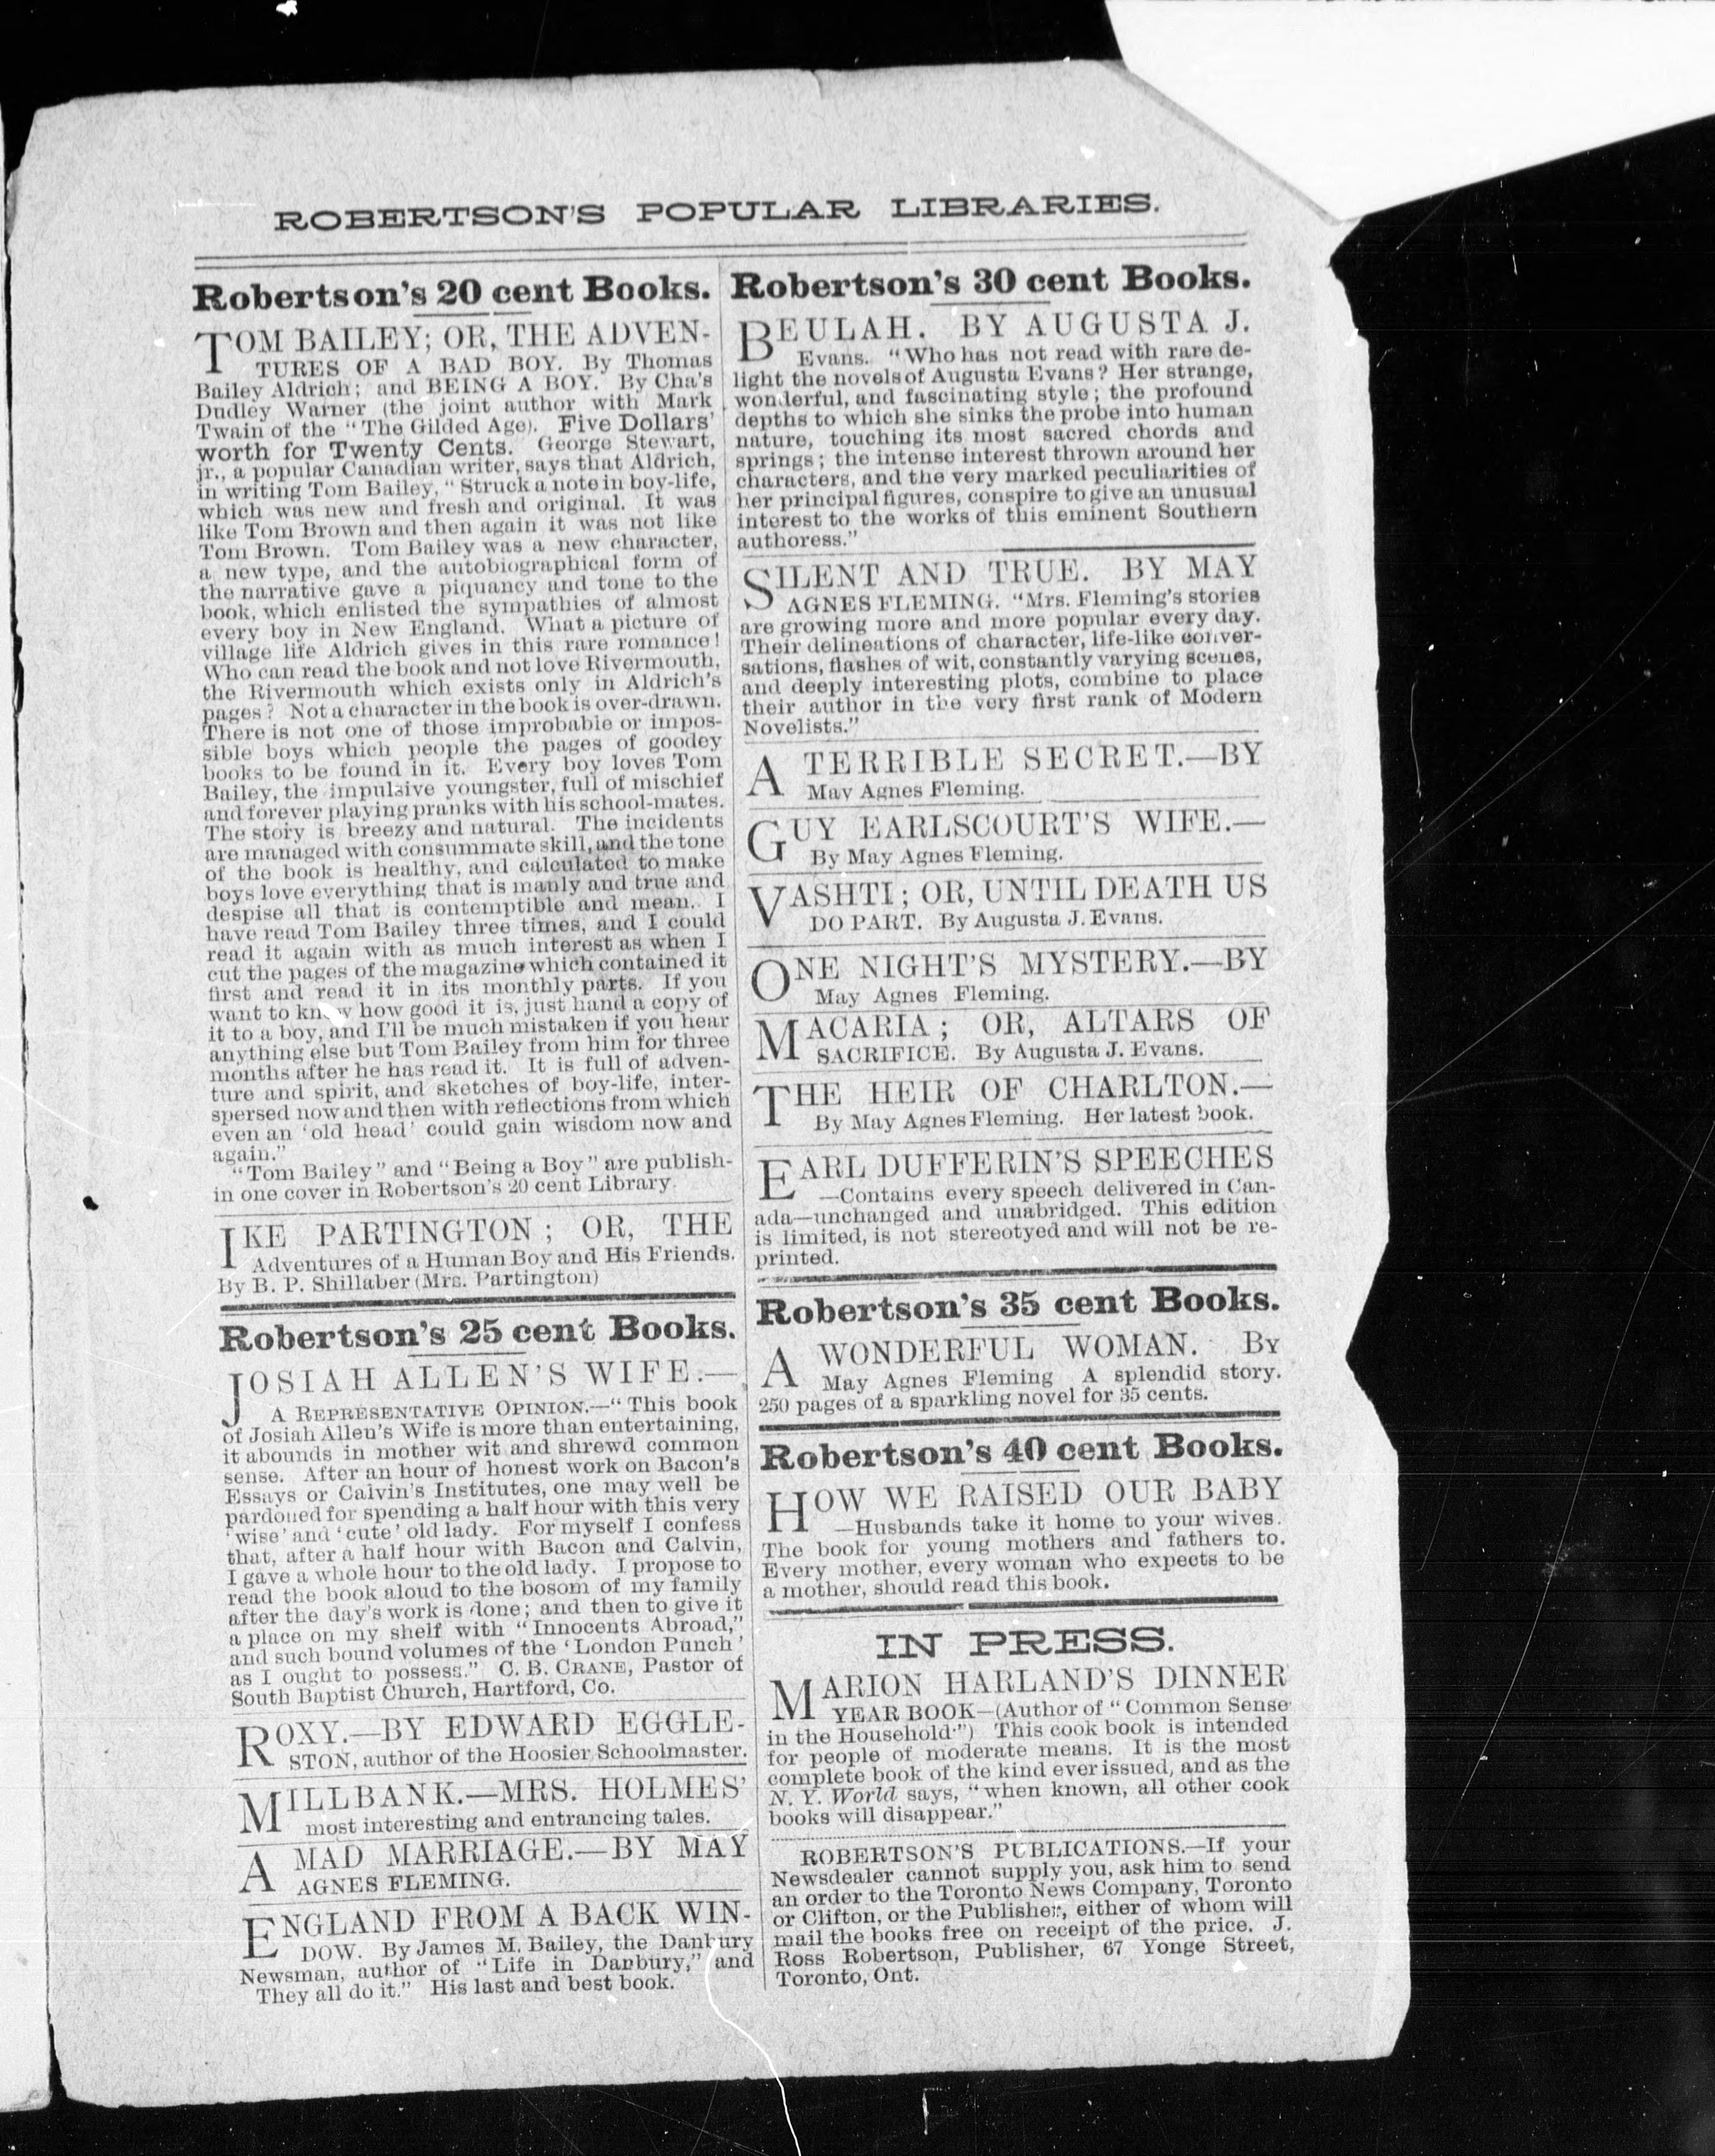 ROBERTSON'S POPULAR LIBRARIES.
Robertson's 20 cent Books.
TOM BAILEY; OR, THE ADVEN-
TURES OF A BAD BOY. By Thomas
Bailey Aldrich; and BEING A BOY. By Cha's
Dudley Warner (the joint author with Mark
Twain of the "The Gilded Age). Five Dollars'
worth for Twenty Cents. George Stewart,
jr., a popular Canadian writer, says that Aldrich,
in writing Tom Bailey, "Struck a note in boy-life,
which was new and fresh and original. It was
like Tom Brown and then again it was not like
Tom Brown. Tom Bailey was a new character,
a new type, and the autobiographical form of
the narrative gave a piquancy and tone to the
book, which enlisted the sympathies of almost
every boy in New England. What a picture of
village life Aldrich gives in this rare romance!
Who can read the book and not love Rivermouth,
the Rivermouth which exists only in Aldrich's
pages? Not a character in the book is over-drawn.
There is not one of those improbable or impos-
sible boys which people the pages of goodey
books to be found in it. Every boy loves Tom
Bailey, the impulsive youngster, full of mischief
and forever playing pranks with his school-mates.
The story is breezy and natural. The incidents
are managed with consummate skill, and the tone
of the book is healthy, and calculated to make
boys love everything that is manly and true and
despise all that is contemptible and mean. I
have read Tom Bailey three times, and I could
read it again with as much interest as when I
cut the pages of the magazine which contained it
first and read it in its monthly parts. If you
want to know how good it is, just hand a copy of
it to a boy, and I'll be much mistaken if you hear
anything else but Tom Bailey from him for three
months after he has read it. It is full of adven-
ture and spirit, and sketches of boy-life, inter-
spersed now and then with reflections from which
even an 'old head' could gain wisdom now and
again."
"Tom Bailey" and "Being a Boy" are publish-
in one cover in Robertson's 20 cent Library.
IKE PARTINGTON; OR, THE
Adventures of a Human Boy and His Friends.
By B. P. Shillaber (Mrs. Partington)
Robertson's 25 cent Books.
JOSIAH ALLEN'S WIFE.—
A REPRESENTATIVE OPINION.—"This book
of Josiah Allen's Wife is more than entertaining,
it abounds in mother wit and shrewd common
sense. After an hour of honest work on Bacon's
Essays or Calvin's Institutes, one may well be
pardoned for spending a half hour with this very
'wise' and 'cute' old lady. For myself I confess
that, after a half hour with Bacon and Calvin,
I gave a whole hour to the old lady. I propose to
read the book aloud to the bosom of my family
after the day's work is done; and then to give it
a place on my shelf with "Innocents Abroad,"
and such bound volumes of the 'London Punch'
as I ought to possess." C. B. CRANE, Pastor of
South Baptist Church, Hartford, Co.
ROXY.—BY EDWARD EGGLE-
STON, author of the Hoosier Schoolmaster.
MILLBANK.—MRS. HOLMES'
most interesting and entrancing tales.
A MAD MARRIAGE.—BY MAY
AGNES FLEMING.
ENGLAND FROM A BACK WIN-
DOW. By James M. Bailey, the Danbury
Newsman, author of "Life in Danbury," and
They all do it." His last and best book.
Robertson's 30 cent Books.
BEULAH. BY AUGUSTA J.
Evans. "Who has not read with rare de-
light the novels of Augusta Evans? Her strange,
wonderful, and fascinating style; the profound
depths to which she sinks the probe into human
nature, touching its most sacred chords and
springs; the intense interest thrown around her
characters, and the very marked peculiarities of
her principal figures, conspire to give an unusual
interest to the works of this eminent Southern
authoress."
SILENT AND TRUE. BY MAY
AGNES FLEMING. "Mrs. Fleming's stories
are growing more and more popular every day.
Their delineations of character, life-like conver-
sations, flashes of wit, constantly varying scenes,
and deeply interesting plots, combine to place
their author in the very first rank of Modern
Novelists."
A TERRIBLE SECRET.—BY
May Agnes Fleming.
GUY EARLSCOURT'S WIFE.—
By May Agnes Fleming.
VASHTI; OR, UNTIL DEATH US
DO PART. By Augusta J. Evans.
ONE NIGHT'S MYSTERY.—BY
May Agnes Fleming.
MACARIA; OR, ALTARS OF
SACRIFICE. By Augusta J. Evans.
THE HEIR OF CHARLTON.—
By May Agnes Fleming. Her latest book.
EARL DUFFERIN'S SPEECHES
—Contains every speech delivered in Can-
ada—unchanged and unabridged. This edition
is limited, is not stereotyed and will not be re-
printed.
Robertson's 35 cent Books.
A WONDERFUL WOMAN. BY
May Agnes Fleming A splendid story.
250 pages of a sparkling novel for 35 cents.
Robertson's 40 cent Books.
HOW WE RAISED OUR BABY
—Husbands take it home to your wives.
The book for young mothers and fathers to.
Every mother, every woman who expects to be
a mother, should read this book.
IN PRESS.
MARION HARLAND'S DINNER
YEAR BOOK—(Author of "Common Sense
in the Household") This cook book is intended
for people of moderate means. It is the most
complete book of the kind ever issued, and as the
N. Y. World says, "when known, all other cook
books will disappear."
ROBERTSON'S PUBLICATIONS.—If your
Newsdealer cannot supply you, ask him to send
an order to the Toronto News Company, Toronto
or Clifton, or the Publisher, either of whom will
mail the books free on receipt of the price. J.
Ross Robertson, Publisher, 67 Yonge Street,
Toronto, Ont.